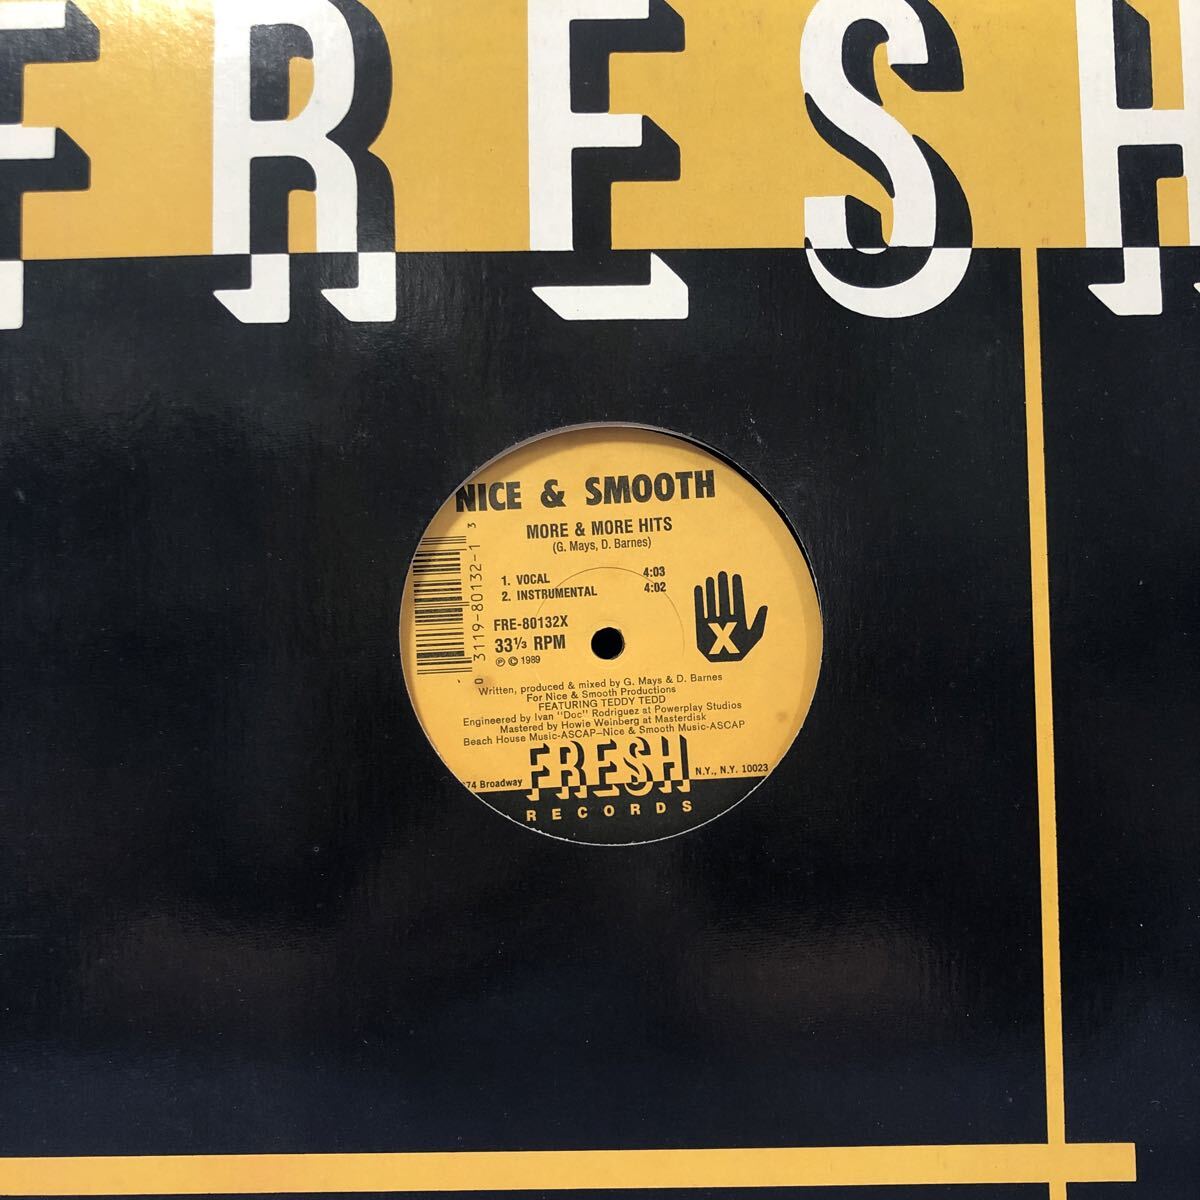 FRESH
NICE & SMOOTH
MORE & MORE HITS
(G. Mays, D. Barnes)
1. VOCAL 4:03
2. INSTRUMENTAL 4:02
FRE-80132X
33⅓ RPM
℗ © 1989
X
0 3119-80132-1 3
Written, produced & mixed by G. Mays & D. Barnes
For Nice & Smooth Productions
FEATURING TEDDY TEDD
Engineered by Ivan "Doc" Rodriguez at Powerplay Studios
Mastered by Howie Weinberg at Masterdisk
Beach House Music-ASCAP–Nice & Smooth Music-ASCAP
74 Broadway FRESH N.Y., N.Y. 10023
RECORDS